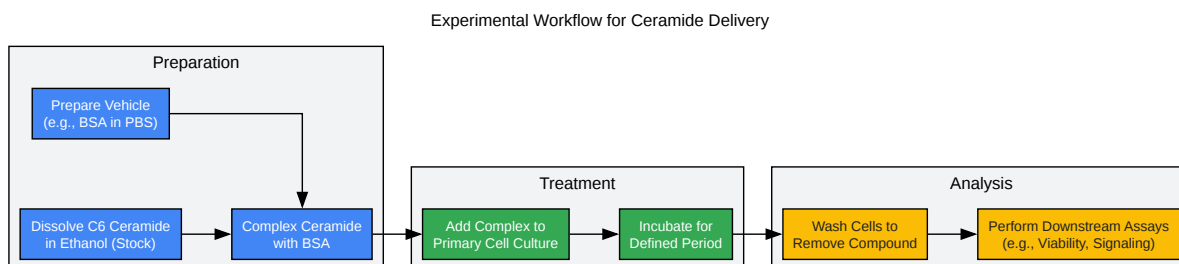 Experimental Workflow for Ceramide Delivery
Preparation
Prepare Vehicle
(e.g., BSA in PBS)
Dissolve C6 Ceramide
in Ethanol (Stock)
Complex Ceramide
with BSA
Treatment
Add Complex to
Primary Cell Culture
Incubate for
Defined Period
Analysis
Wash Cells to
Remove Compound
Perform Downstream Assays
(e.g., Viability, Signaling)